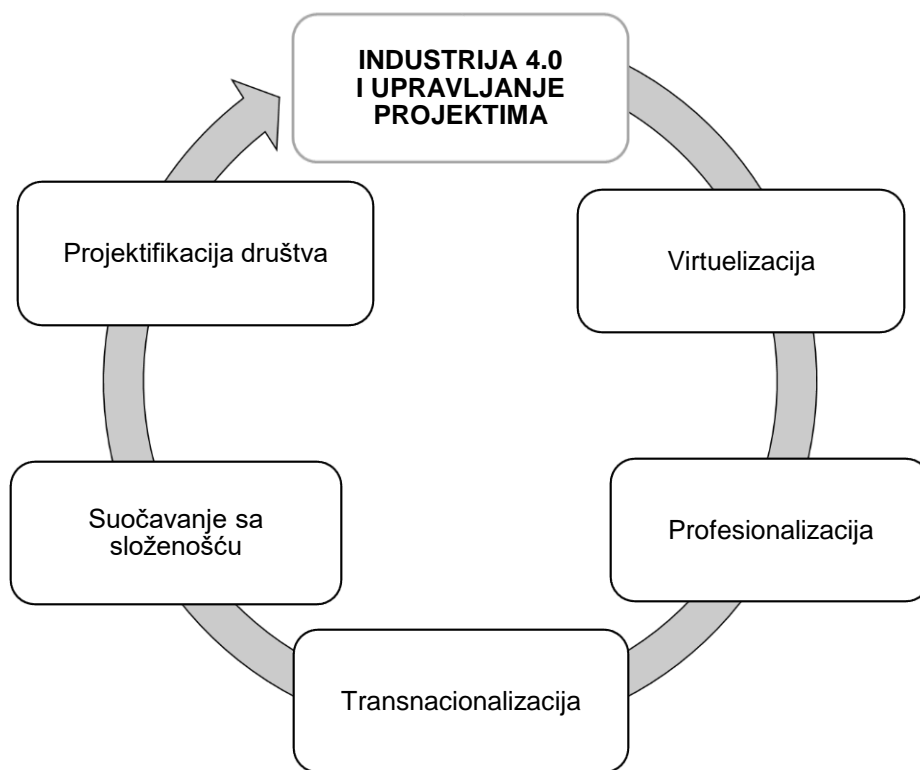 INDUSTRIJA 4.0
I UPRAVLJANJE
PROJEKTIMA
Projektifikacija društva
Virtuelizacija
Suočavanje sa
složenošću
Profesionalizacija
Transnacionalizacija